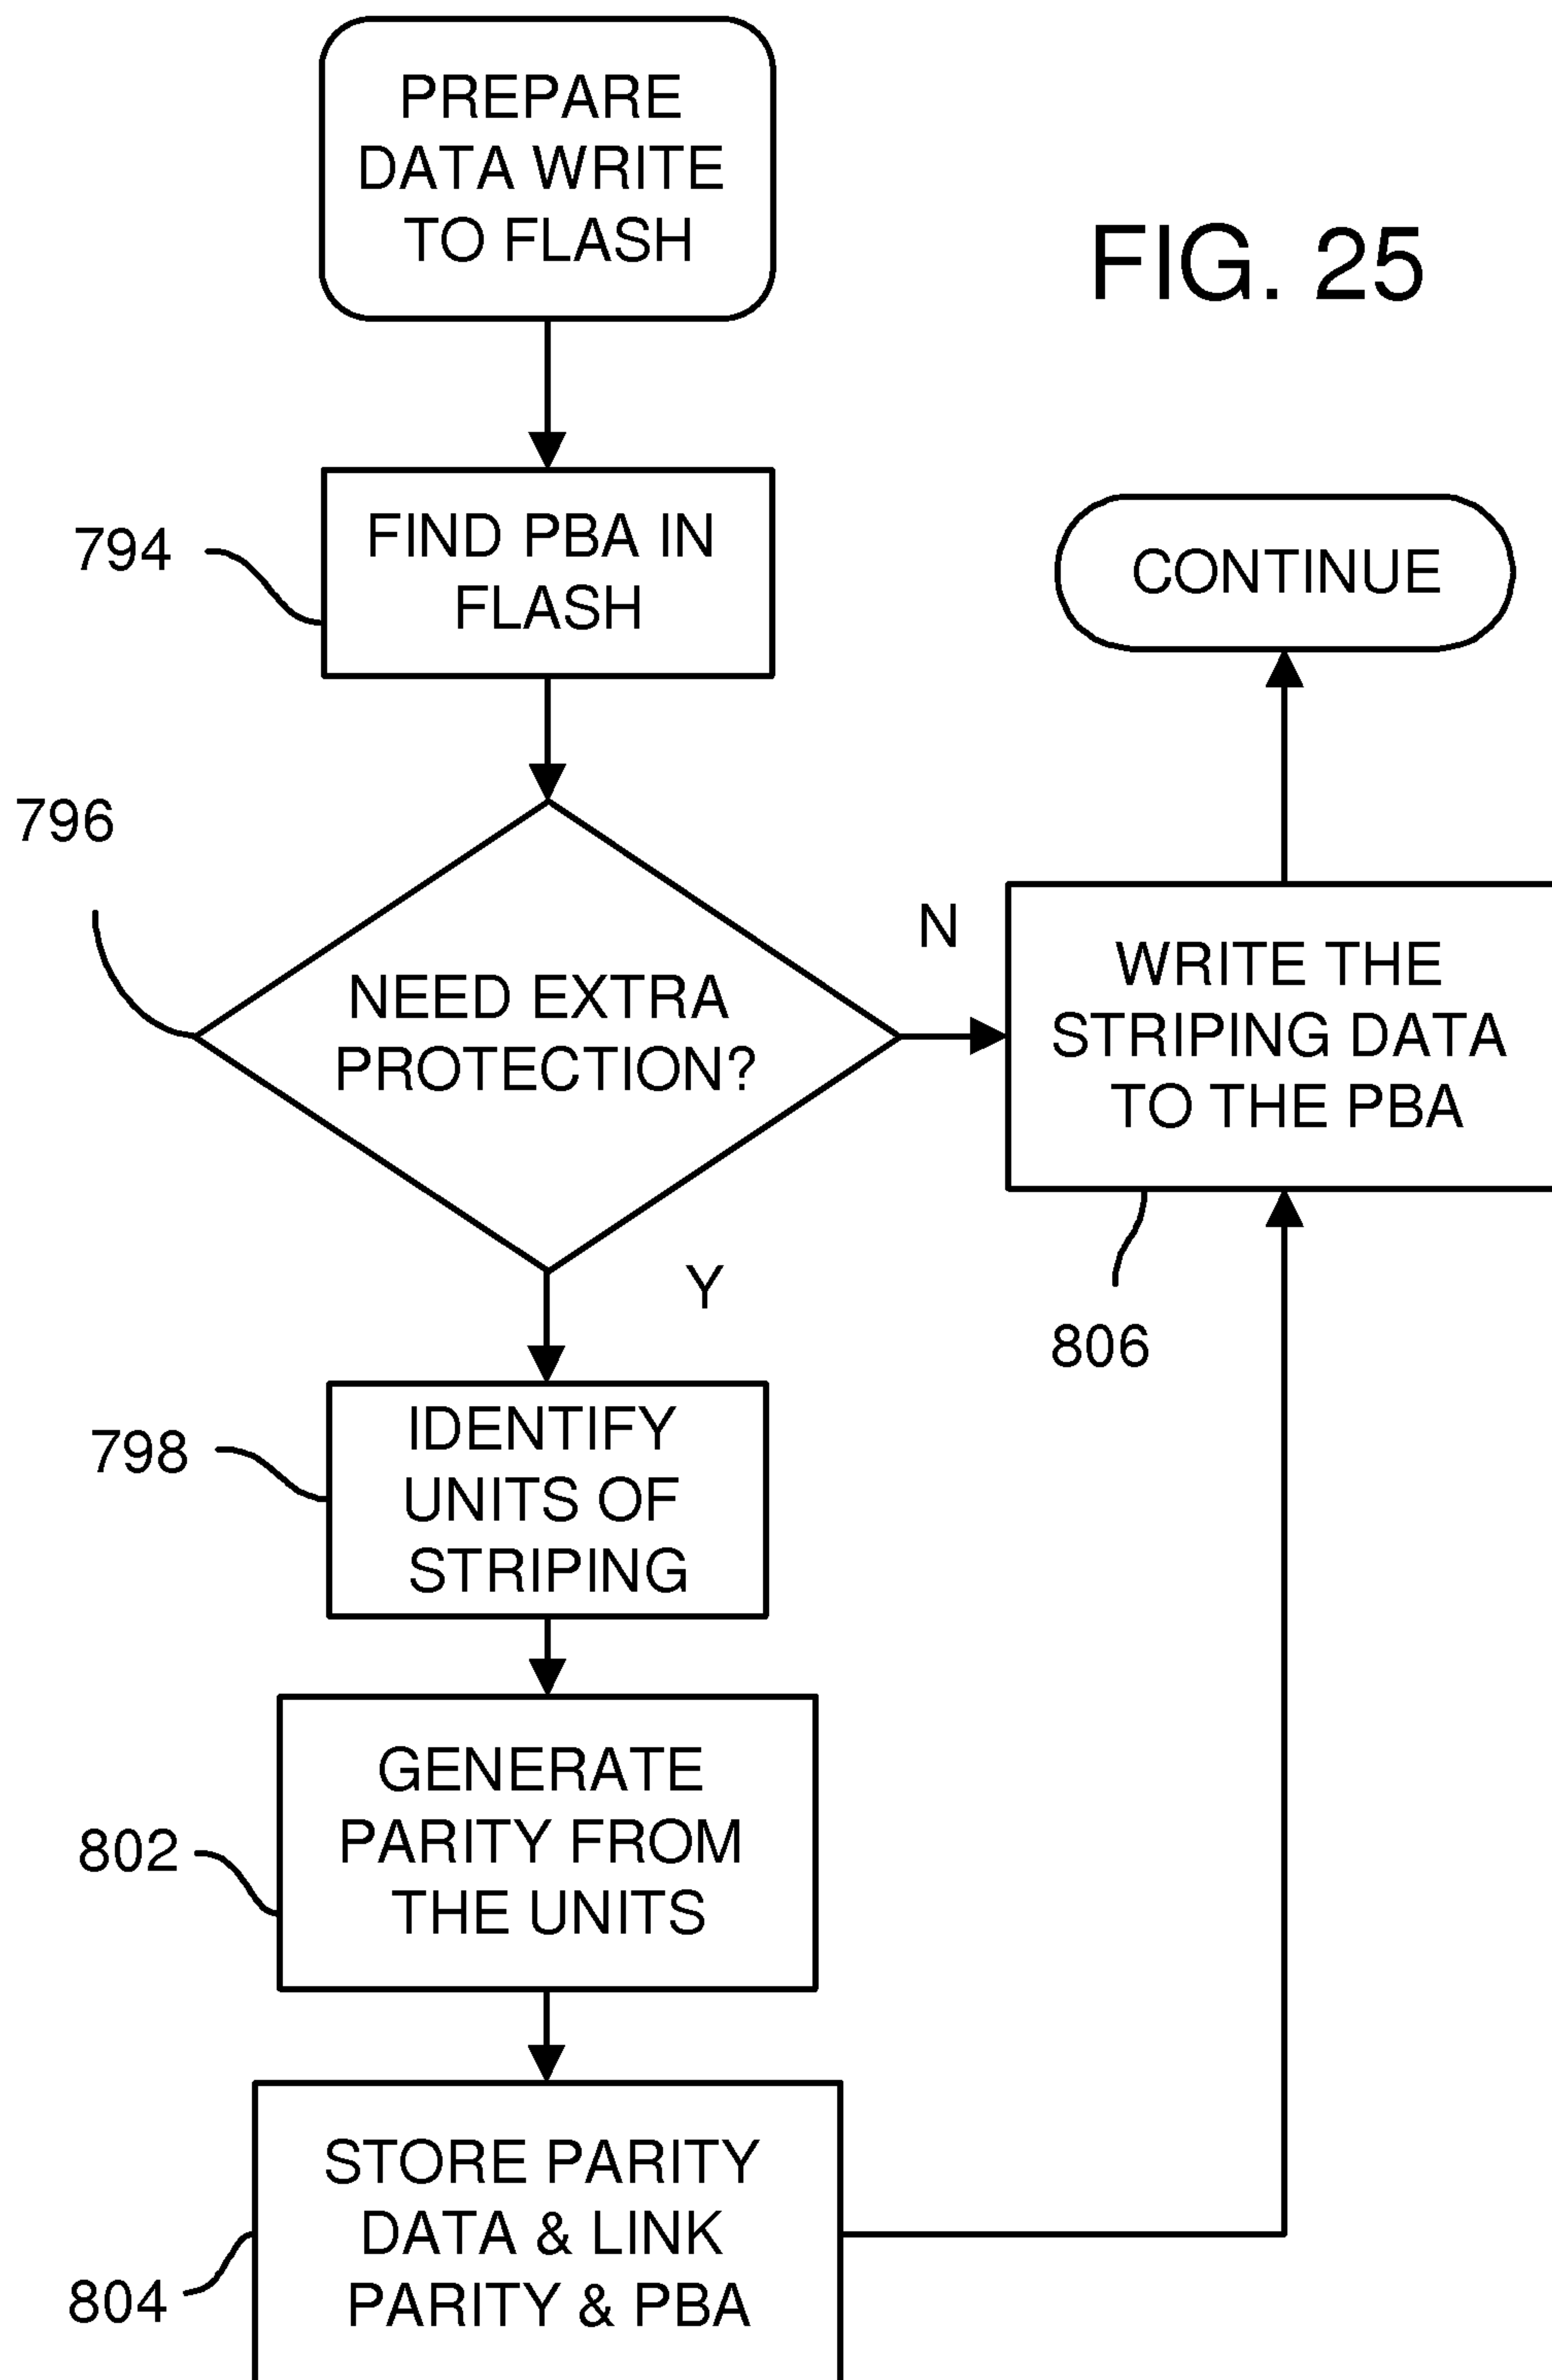 PREPARE
DATA WRITE
TO FLASH
FIG. 25
794
FIND PBA IN
FLASH
CONTINUE
796
NEED EXTRA
PROTECTION?
N
WRITE THE
STRIPING DATA
TO THE PBA
Y
806
798
IDENTIFY
UNITS OF
STRIPING
802
GENERATE
PARITY FROM
THE UNITS
804
STORE PARITY
DATA & LINK
PARITY & PBA